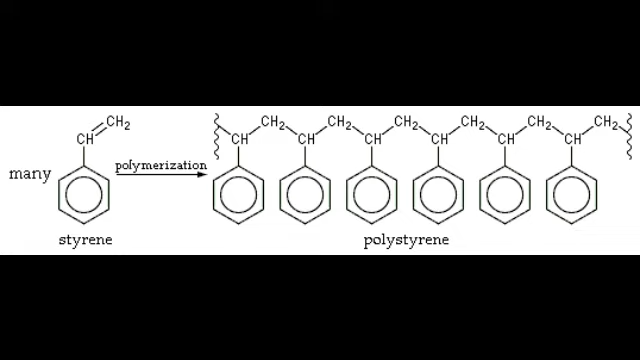 CH₂ CH₂ CH₂ CH₂ CH₂ CH₂ CH₂
CH CH CH CH CH CH CH
many polymerization
styrene polystyrene